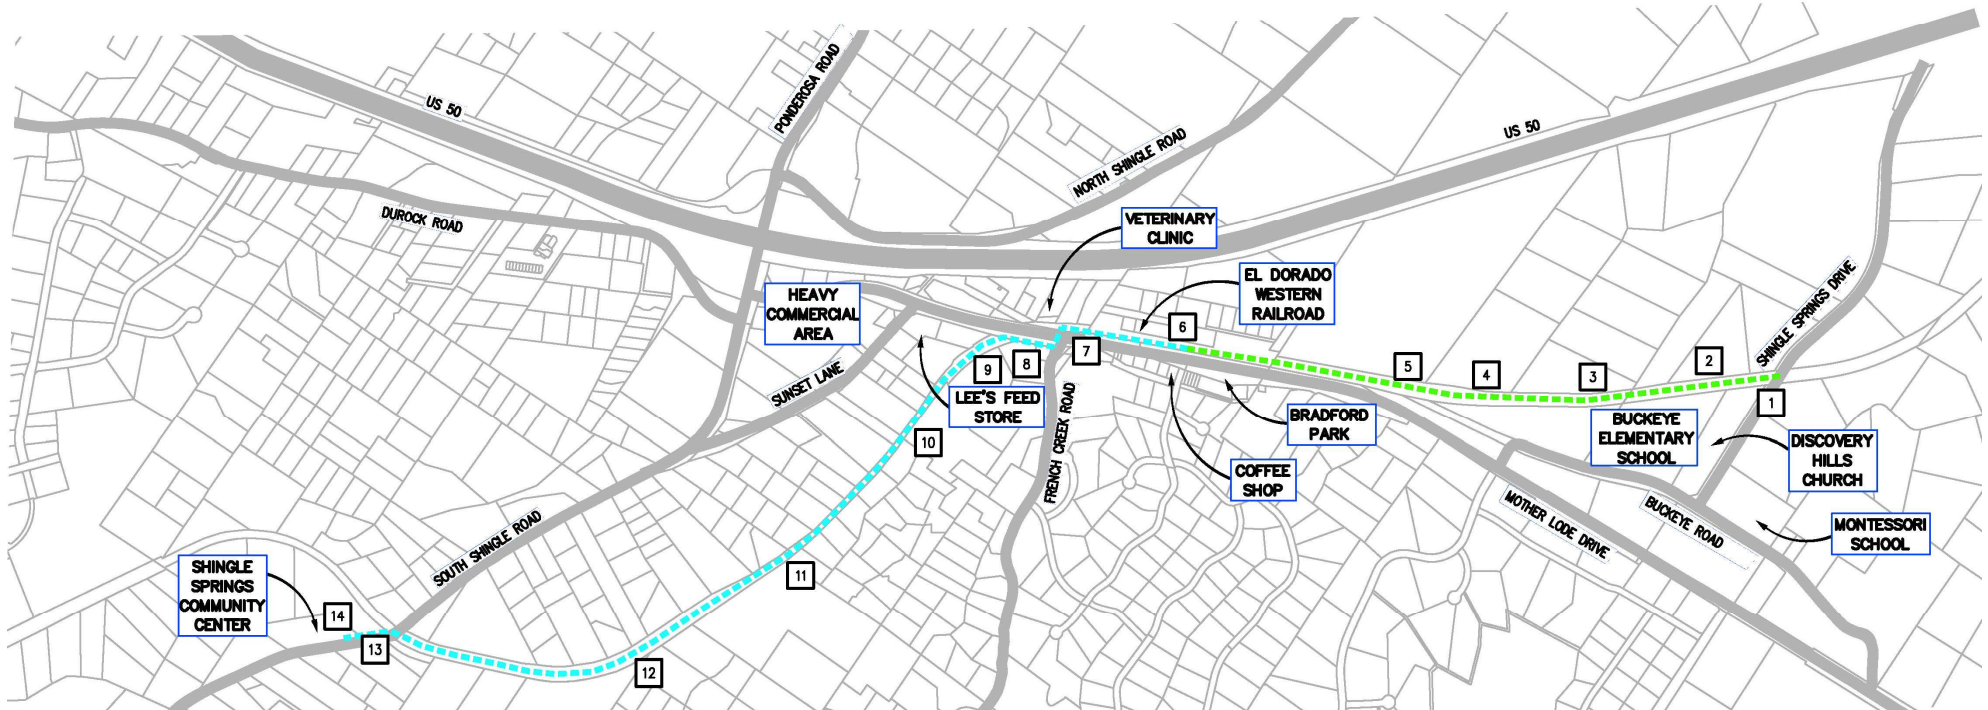 US 50
PONDEROSA ROAD
NORTH SHINGLE ROAD
US 50
DUROCK ROAD
VETERINARY
CLINIC
EL DORADO
WESTERN
RAILROAD
HEAVY
COMMERCIAL
AREA
SHINGLE SPRINGS DRIVE
6
7
8
9
5
4
3
2
1
SUNSET LANE
LEE'S FEED
STORE
FRENCH CREEK ROAD
BRADFORD
PARK
BUCKEYE
ELEMENTARY
SCHOOL
DISCOVERY
HILLS
CHURCH
10
COFFEE
SHOP
MOTHER LODE DRIVE
BUCKEYE ROAD
MONTESSORI
SCHOOL
SOUTH SHINGLE ROAD
SHINGLE
SPRINGS
COMMUNITY
CENTER
11
14
13
12